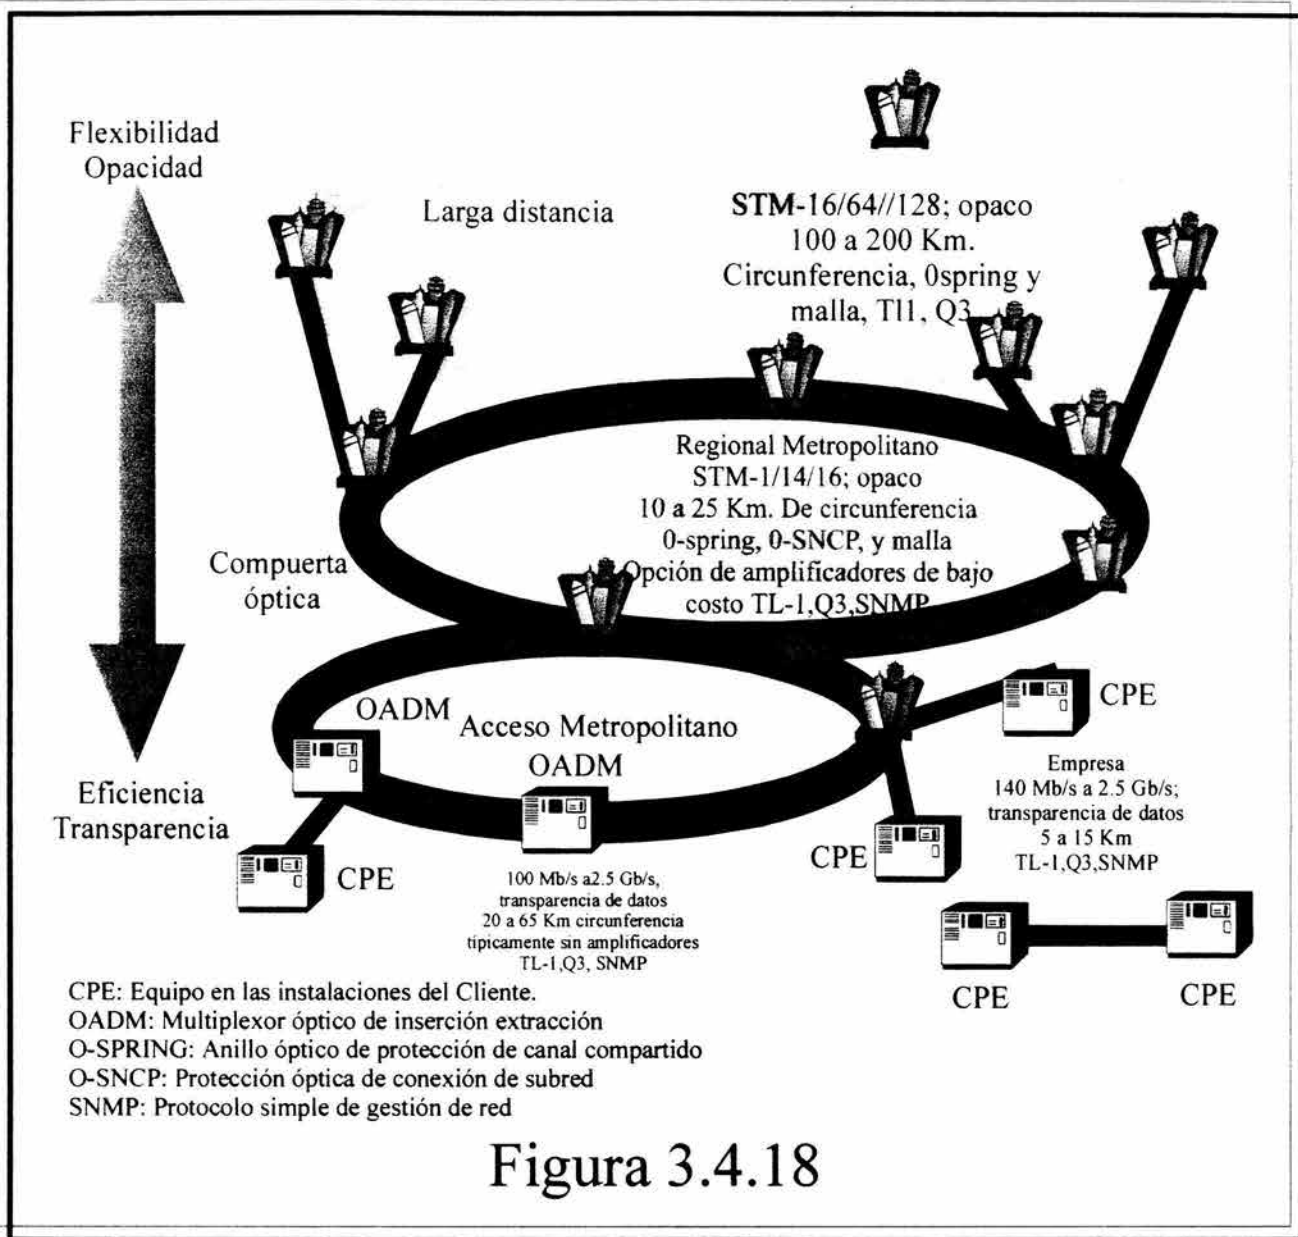 Flexibilidad
Opacidad
Larga distancia
STM-16/64//128; opaco
100 a 200 Km.
Circunferencia, 0spring y
malla, Tl1, Q3
Regional Metropolitano
STM-1/14/16; opaco
10 a 25 Km. De circunferencia
0-spring, 0-SNCP, y malla
Opción de amplificadores de bajo
costo TL-1,Q3,SNMP
Compuerta
óptica
OADM
Acceso Metropolitano
OADM
CPE
Empresa
140 Mb/s a 2.5 Gb/s;
transparencia de datos
5 a 15 Km
TL-1,Q3,SNMP
Eficiencia
Transparencia
CPE
CPE
100 Mb/s a2.5 Gb/s,
transparencia de datos
20 a 65 Km circunferencia
típicamente sin amplificadores
TL-1,Q3, SNMP
CPE
CPE
CPE: Equipo en las instalaciones del Cliente.
OADM: Multiplexor óptico de inserción extracción
O-SPRING: Anillo óptico de protección de canal compartido
O-SNCP: Protección óptica de conexión de subred
SNMP: Protocolo simple de gestión de red
Figura 3.4.18